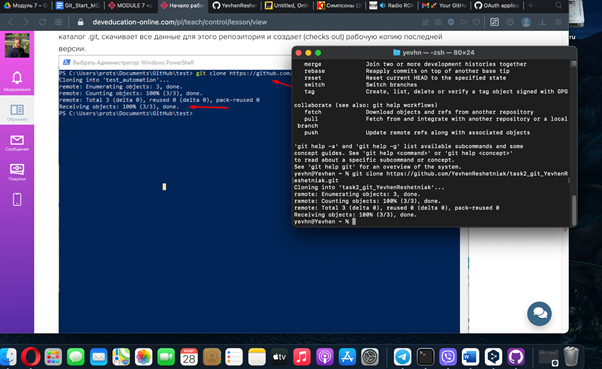 Модуль 7 –
Git_Start_MC
MODULE 7
Начало рабо
YevhenReshet
Untitled, Onlin
Симпсоны (3
Radio RO
Your GitH
OAuth applica
deveducation-online.com/pl/teach/control/lesson/view
каталог .git, скачивает все данные для этого репозитория и создает (checks out) рабочую копию последней
версии.
Уведомления
Обучение
Сообщения
Покупки
Выбрать Администратор: Windows PowerShell
PS C:\Users\prots\Documents\GitHub\test> git clone https://github.com/
Cloning into 'test_automation'...
remote: Enumerating objects: 3, done.
remote: Counting objects: 100% (3/3), done.
remote: Total 3 (delta 0), reused 0 (delta 0), pack-reused 0
Receiving objects: 100% (3/3), done.
PS C:\Users\prots\Documents\GitHub\test>
yevhn — -zsh — 80x24
merge Join two or more development histories together
rebase Reapply commits on top of another base tip
reset Reset current HEAD to the specified state
switch Switch branches
tag Create, list, delete or verify a tag object signed with GPG
collaborate (see also: git help workflows)
fetch Download objects and refs from another repository
pull Fetch from and integrate with another repository or a local
branch
push Update remote refs along with associated objects
'git help -a' and 'git help -g' list available subcommands and some
concept guides. See 'git help <command>' or 'git help <concept>'
to read about a specific subcommand or concept.
See 'git help git' for an overview of the system.
yevhn@Yevhen ~ % git clone https://github.com/YevhenReshetniak/task2_git_YevhenR
eshetniak.git
Cloning into 'task2_git_YevhenReshetniak'...
remote: Enumerating objects: 3, done.
remote: Counting objects: 100% (3/3), done.
remote: Total 3 (delta 0), reused 0 (delta 0), pack-reused 0
Receiving objects: 100% (3/3), done.
yevhn@Yevhen ~ %
28
tv